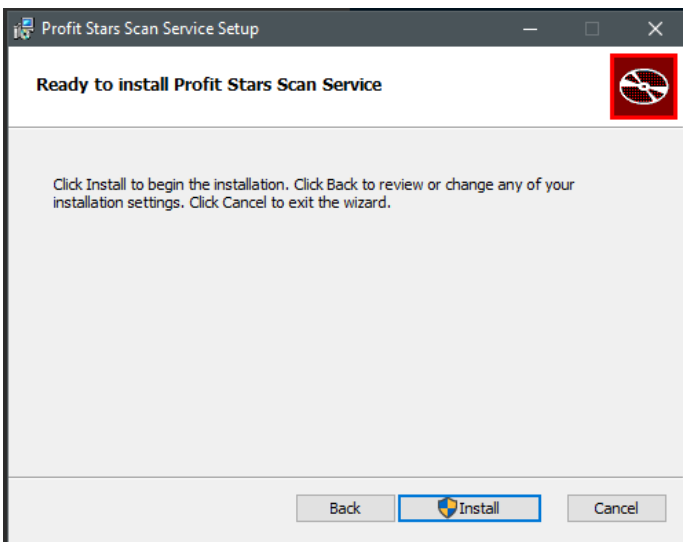 Profit Stars Scan Service Setup
Ready to install Profit Stars Scan Service
Click Install to begin the installation. Click Back to review or change any of your
installation settings. Click Cancel to exit the wizard.
Back
Install
Cancel